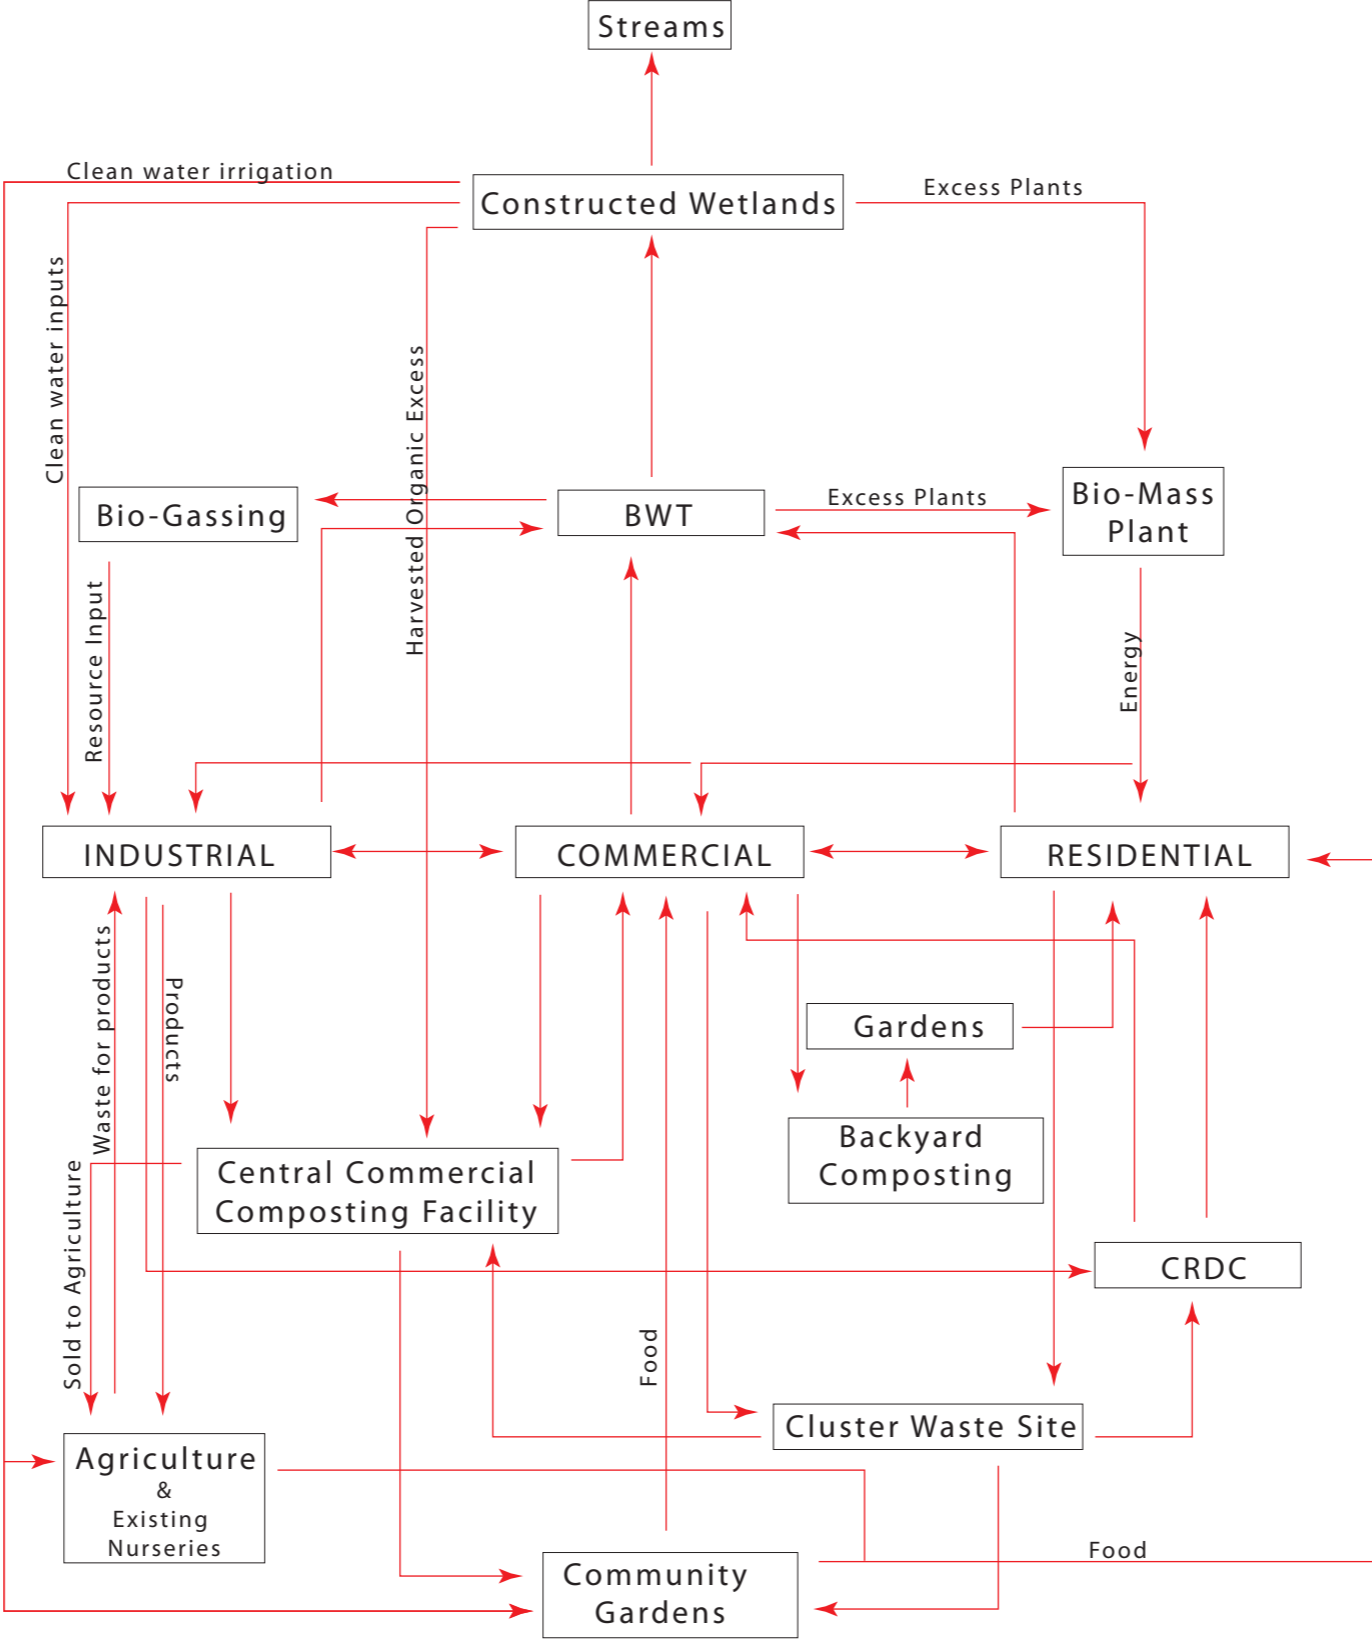 Streams
Clean water irrigation
Constructed Wetlands
Excess Plants
Clean water inputs
Harvested Organic Excess
Bio-Gassing
BWT
Excess Plants
Bio-Mass
Plant
Resource Input
Energy
INDUSTRIAL
COMMERCIAL
RESIDENTIAL
Waste for products
Products
Gardens
Backyard
Composting
Central Commercial
Composting Facility
Sold to Agriculture
CRDC
Food
Cluster Waste Site
Agriculture
&
Existing
Nurseries
Food
Community
Gardens